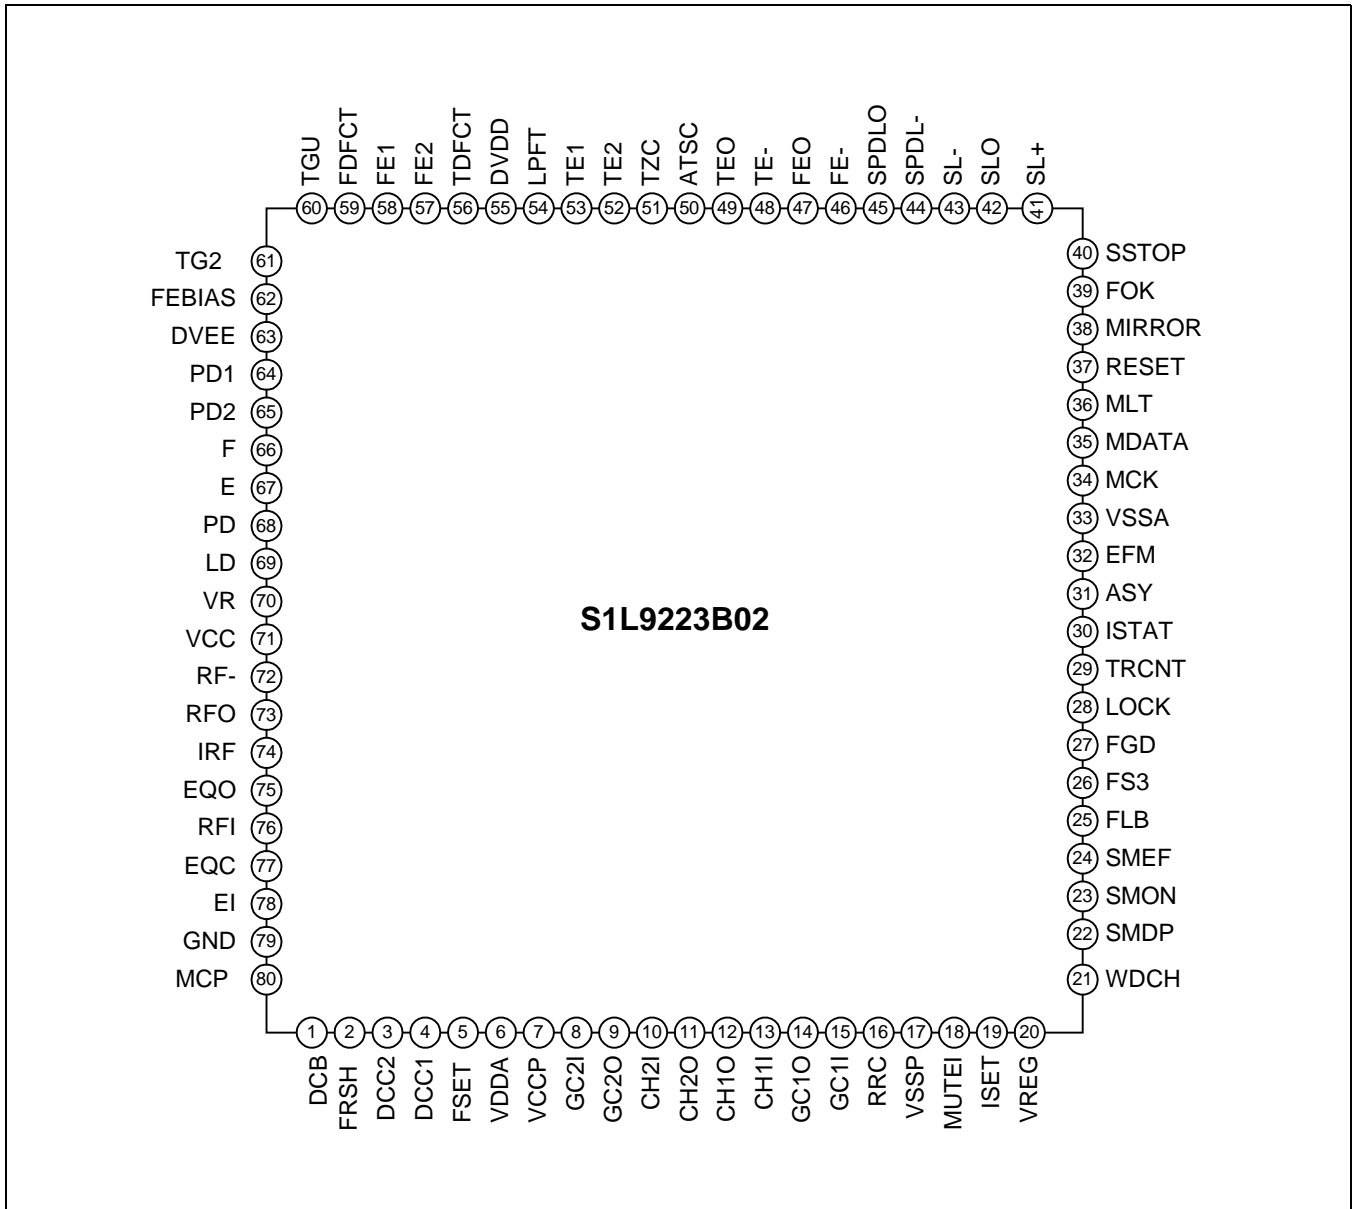 TGU
FDFCT
FE1
FE2
TDFCT
DVDD
LPFT
TE1
TE2
TZC
ATSC
TEO
TE-
FEO
FE-
SPDLO
SPDL-
SL-
SLO
SL+
60 59 58 57 56 55 54 53 52 51 50 49 48 47 46 45 44 43 42 41
TG2 61
FEBIAS 62
DVEE 63
PD1 64
PD2 65
F 66
E 67
PD 68
LD 69
VR 70
VCC 71
RF- 72
RFO 73
IRF 74
EQO 75
RFI 76
EQC 77
EI 78
GND 79
MCP 80
S1L9223B02
40 SSTOP
39 FOK
38 MIRROR
37 RESET
36 MLT
35 MDATA
34 MCK
33 VSSA
32 EFM
31 ASY
30 ISTAT
29 TRCNT
28 LOCK
27 FGD
26 FS3
25 FLB
24 SMEF
23 SMON
22 SMDP
21 WDCH
1 2 3 4 5 6 7 8 9 10 11 12 13 14 15 16 17 18 19 20
DCB
FRSH
DCC2
DCC1
FSET
VDDA
VCCP
GC2I
GC2O
CH2I
CH2O
CH1O
CH1I
GC1O
GC1I
RRC
VSSP
MUTEI
ISET
VREG